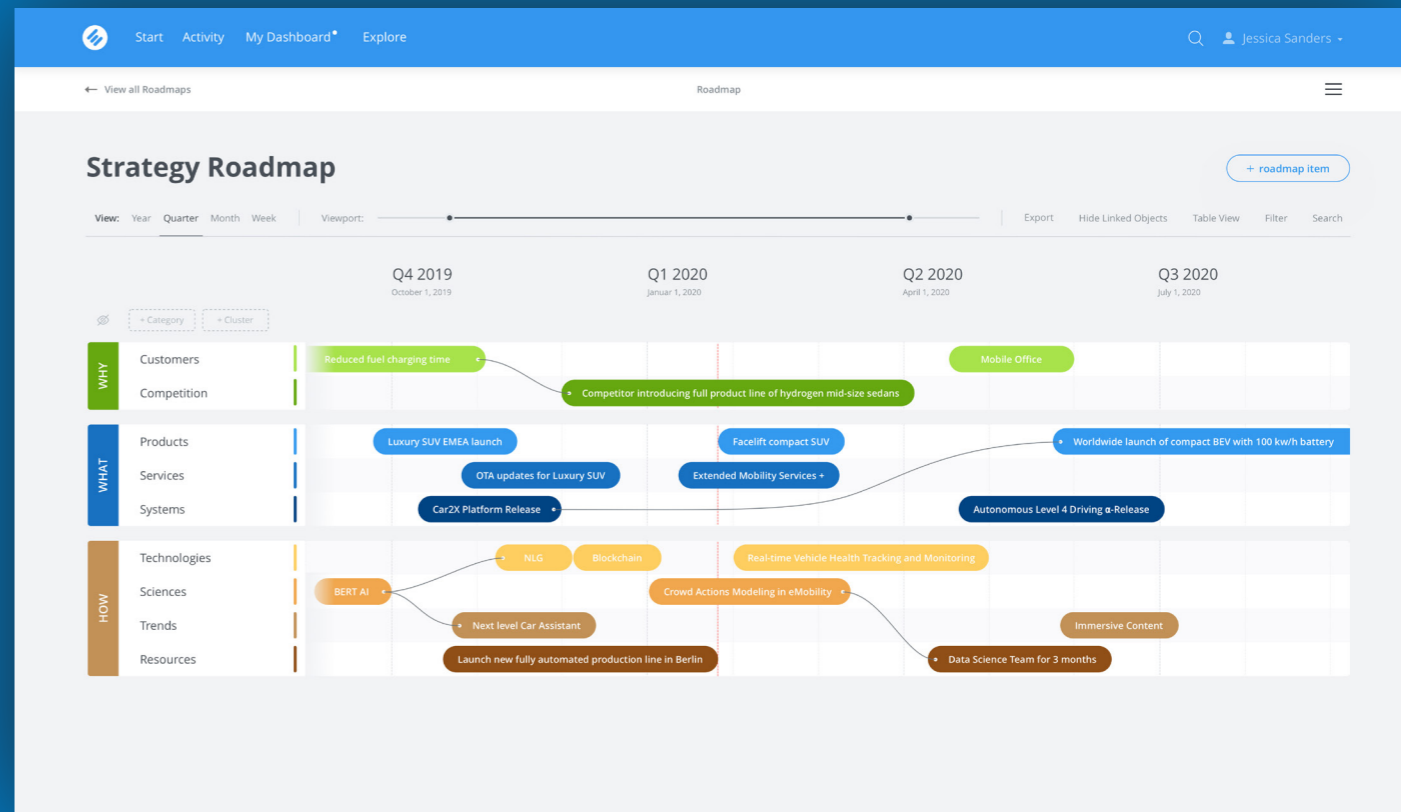 Start Activity My Dashboard Explore
Jessica Sanders
← View all Roadmaps
Roadmap
Strategy Roadmap
+ roadmap item
View: Year Quarter Month Week
Viewport:
Export Hide Linked Objects Table View Filter Search
Q4 2019
October 1, 2019
Q1 2020
Januar 1, 2020
Q2 2020
April 1, 2020
Q3 2020
July 1, 2020
+ Category
+ Cluster
WHY
Customers
Reduced fuel charging time
Mobile Office
Competition
Competitor introducing full product line of hydrogen mid-size sedans
WHAT
Products
Luxury SUV EMEA launch
Facelift compact SUV
Worldwide launch of compact BEV with 100 kw/h battery
Services
OTA updates for Luxury SUV
Extended Mobility Services +
Systems
Car2X Platform Release
Autonomous Level 4 Driving α-Release
HOW
Technologies
NLG
Blockchain
Real-time Vehicle Health Tracking and Monitoring
Sciences
BERT AI
Crowd Actions Modeling in eMobility
Trends
Next level Car Assistant
Immersive Content
Resources
Launch new fully automated production line in Berlin
Data Science Team for 3 months